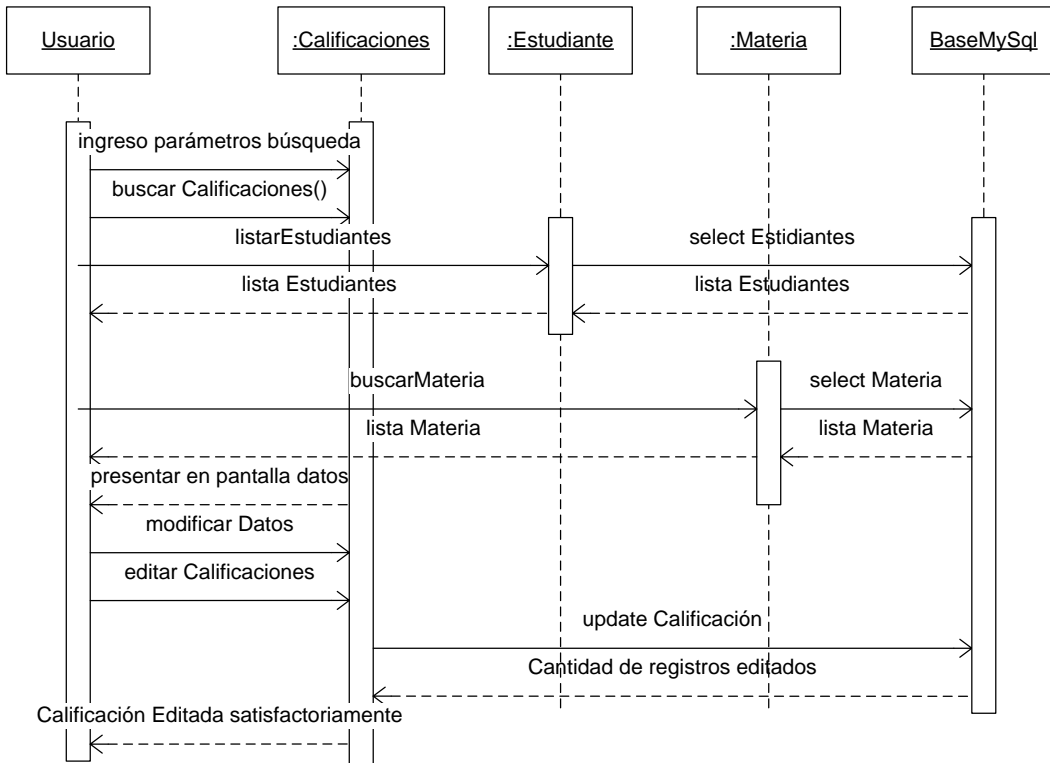 Usuario
:Calificaciones
:Estudiante
:Materia
BaseMySql
ingreso parámetros búsqueda
buscar Calificaciones()
listarEstudiantes
select Estidiantes
lista Estudiantes
lista Estudiantes
buscarMateria
select Materia
lista Materia
lista Materia
presentar en pantalla datos
modificar Datos
editar Calificaciones
update Calificación
Cantidad de registros editados
Calificación Editada satisfactoriamente